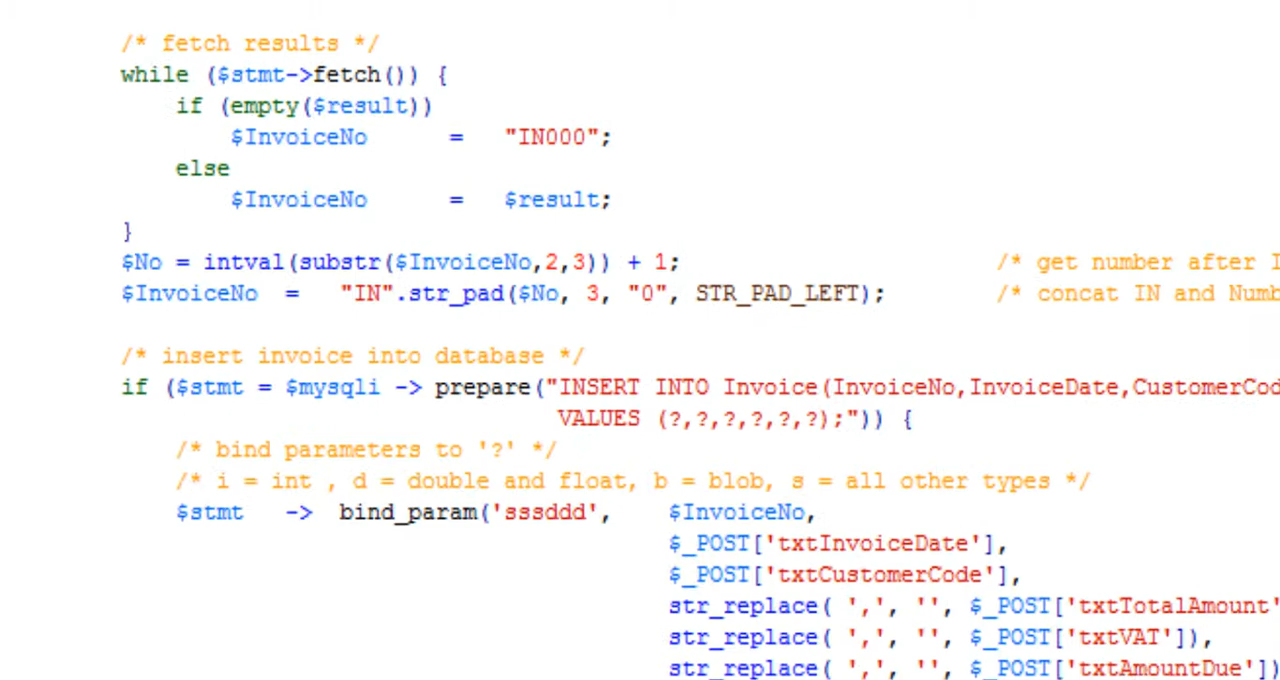 /* fetch results */
while ($stmt->fetch()) {
if (empty($result))
$InvoiceNo = "IN000";
else
$InvoiceNo = $result;
}
$No = intval(substr($InvoiceNo,2,3)) + 1; /* get number after
$InvoiceNo = "IN".str_pad($No, 3, "0", STR_PAD_LEFT); /* concat IN and
/* insert invoice into database */
if ($stmt = $mysqli -> prepare("INSERT INTO Invoice(InvoiceNo,InvoiceDate,CustomerCod
VALUES (?,?,?,?,?,?);")) {
/* bind parameters to '?' */
/* i = int , d = double and float, b = blob, s = all other types */
$stmt -> bind_param('sssddd', $InvoiceNo,
$_POST['txtInvoiceDate'],
$_POST['txtCustomerCode'],
str_replace( ',', '', $_POST['txtTotalAmount'
str_replace( ',', '', $_POST['txtVAT']),
str_replace( ',', '', $_POST['txtAmountDue'])